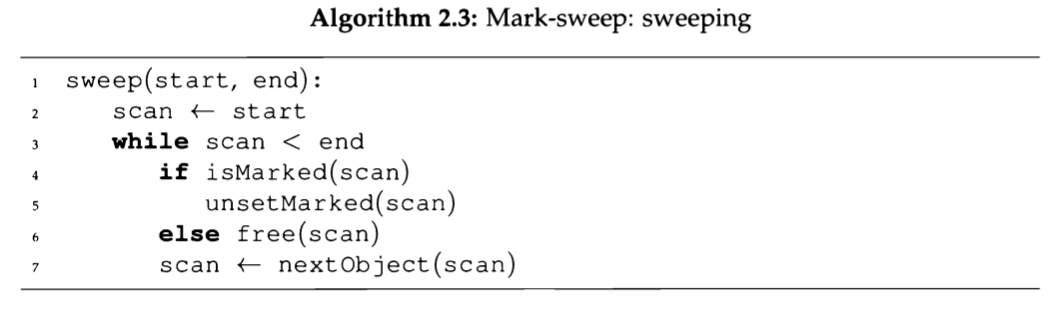 Algorithm 2.3: Mark-sweep: sweeping
1 sweep(start, end):
2 scan ← start
3 while scan < end
4 if isMarked(scan)
5 unsetMarked(scan)
6 else free(scan)
7 scan ← nextObject(scan)